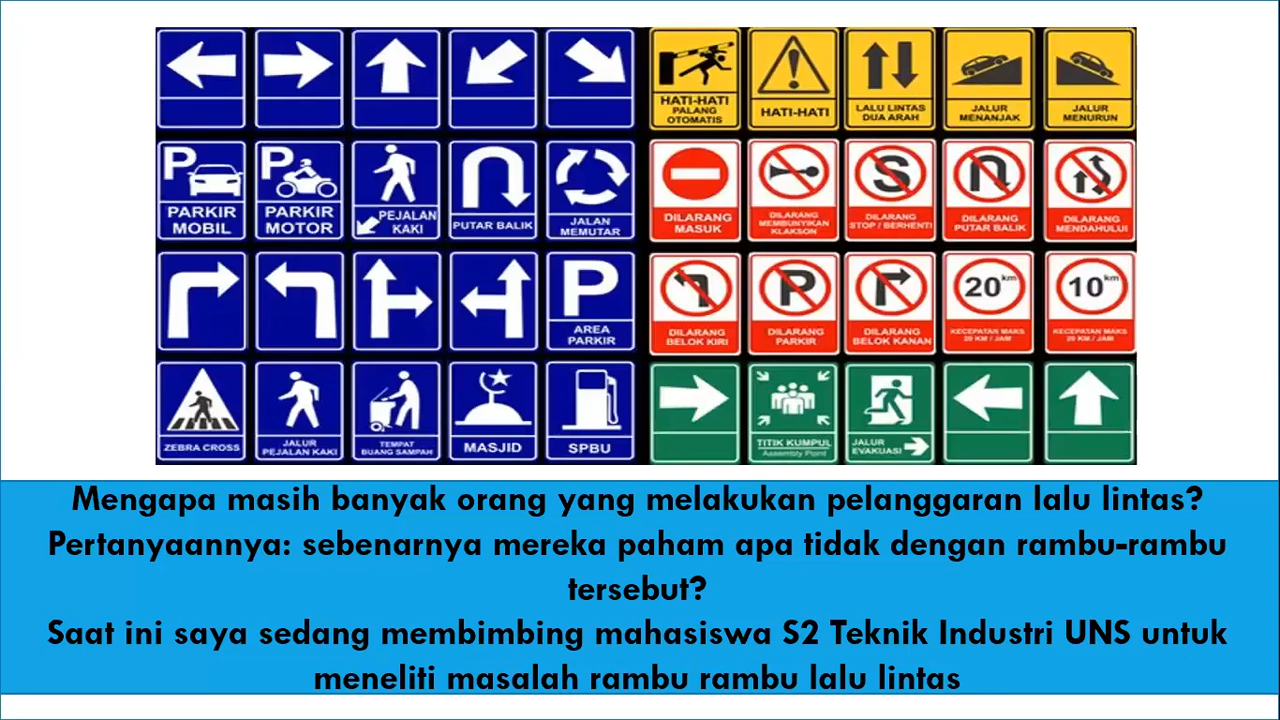 HATI-HATI
PALANG
OTOMATIS
HATI-HATI
LALU LINTAS
DUA ARAH
JALUR
MENANJAK
JALUR
MENURUN
P
PARKIR
MOBIL
P
PARKIR
MOTOR
PEJALAN
KAKI
PUTAR BALIK
JALAN
MEMUTAR
DILARANG
MASUK
DILARANG
MEMBUNYIKAN
KLAKSON
S
DILARANG
STOP / BERHENTI
DILARANG
PUTAR BALIK
DILARANG
MENDAHULUI
P
AREA
PARKIR
DILARANG
BELOK KIRI
P
DILARANG
PARKIR
DILARANG
BELOK KANAN
20 km
KECEPATAN MAKS
20 KM / JAM
10 km
KECEPATAN MAKS
20 KM / JAM
ZEBRA CROSS
JALUR
PEJALAN KAKI
TEMPAT
BUANG SAMPAH
MASJID
SPBU
TITIK KUMPUL
Assembly Point
JALUR
EVAKUASI
Mengapa masih banyak orang yang melakukan pelanggaran lalu lintas?
Pertanyaannya: sebenarnya mereka paham apa tidak dengan rambu-rambu
tersebut?
Saat ini saya sedang membimbing mahasiswa S2 Teknik Industri UNS untuk
meneliti masalah rambu rambu lalu lintas